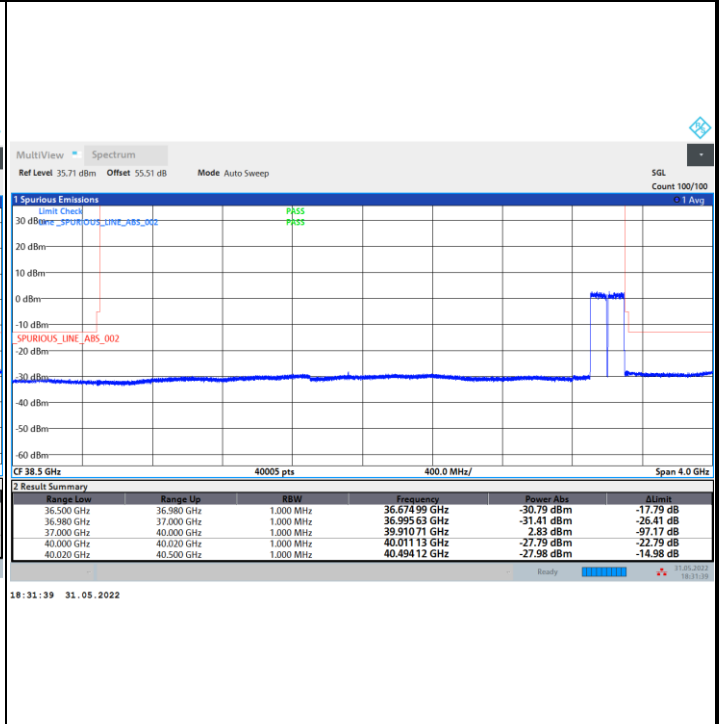 MultiView Spectrum
Ref Level 35.71 dBm Offset 55.51 dB Mode Auto Sweep SGL
Count 100/100
1 Spurious Emissions 1 Avg
Limit Check PASS
30 dBm Line _SPURIOUS_LINE_ABS_002 PASS
20 dBm
10 dBm
0 dBm
-10 dBm
_SPURIOUS_LINE_ABS_002
-20 dBm
-30 dBm
-40 dBm
-50 dBm
-60 dBm
CF 38.5 GHz 40005 pts 400.0 MHz/ Span 4.0 GHz
2 Result Summary
Range Low Range Up RBW Frequency Power Abs ΔLimit
36.500 GHz 36.980 GHz 1.000 MHz 36.674 99 GHz -30.79 dBm -17.79 dB
36.980 GHz 37.000 GHz 1.000 MHz 36.995 63 GHz -31.41 dBm -26.41 dB
37.000 GHz 40.000 GHz 1.000 MHz 39.910 71 GHz 2.83 dBm -97.17 dB
40.000 GHz 40.020 GHz 1.000 MHz 40.011 13 GHz -27.79 dBm -22.79 dB
40.020 GHz 40.500 GHz 1.000 MHz 40.494 12 GHz -27.98 dBm -14.98 dB
Ready 31.05.2022
18:31:39
18:31:39 31.05.2022